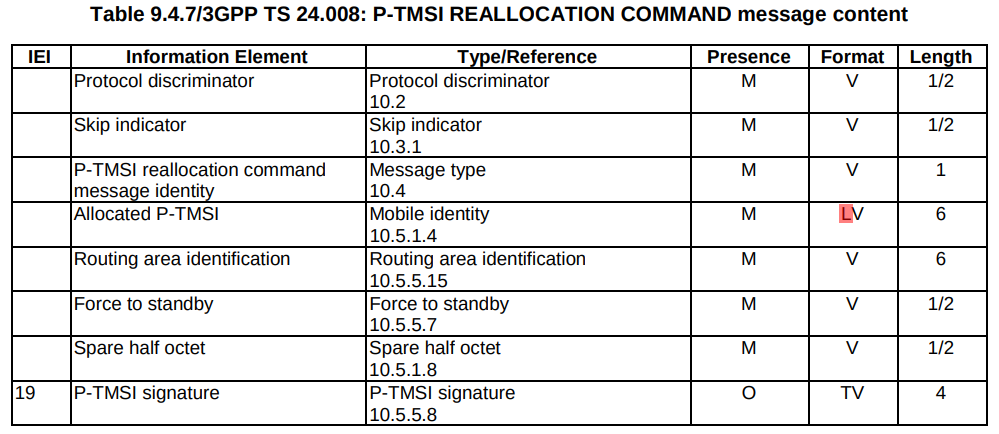 Table 9.4.7/3GPP TS 24.008: P-TMSI REALLOCATION COMMAND message content
IEI Information Element Type/Reference Presence Format Length
Protocol discriminator Protocol discriminator M V 1/2
10.2
Skip indicator Skip indicator M V 1/2
10.3.1
P-TMSI reallocation command Message type M V 1
message identity 10.4
Allocated P-TMSI Mobile identity M LV 6
10.5.1.4
Routing area identification Routing area identification M V 6
10.5.5.15
Force to standby Force to standby M V 1/2
10.5.5.7
Spare half octet Spare half octet M V 1/2
10.5.1.8
19 P-TMSI signature P-TMSI signature O TV 4
10.5.5.8